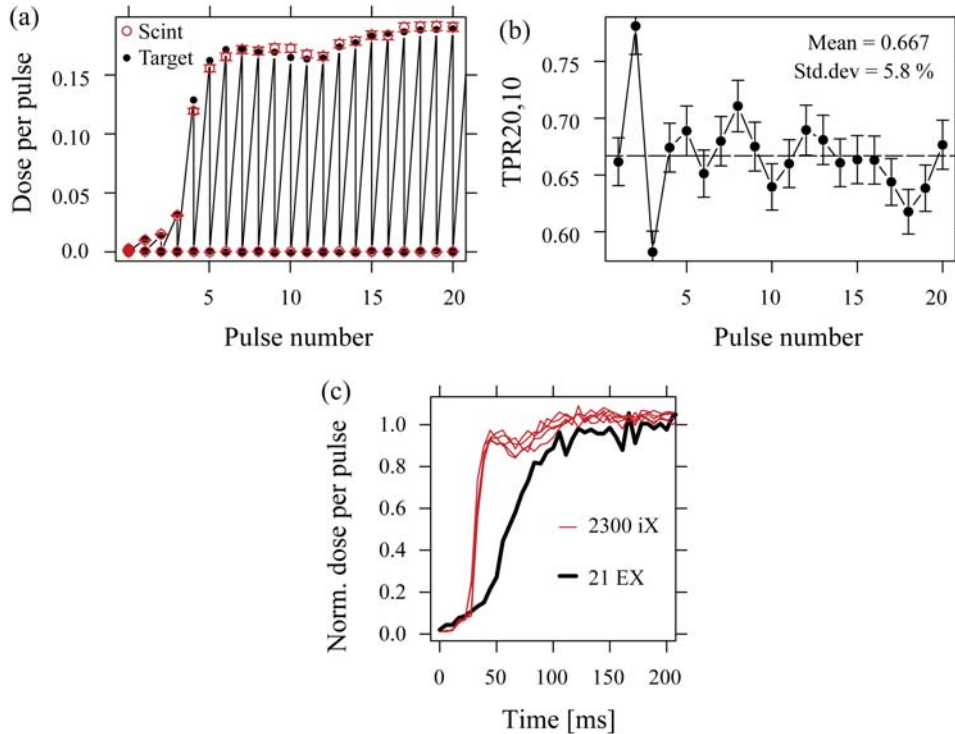 (a)
Scint
Target
Dose per pulse
0.15
0.10
0.05
0.0
5
10
15
20
Pulse number
(b)
Mean = 0.667
Std.dev = 5.8 %
TPR20,10
0.75
0.70
0.65
0.60
5
10
15
20
Pulse number
(c)
Norm. dose per pulse
1.0
0.8
0.6
0.4
0.2
0.0
2300 iX
21 EX
0
50
100
150
200
Time [ms]